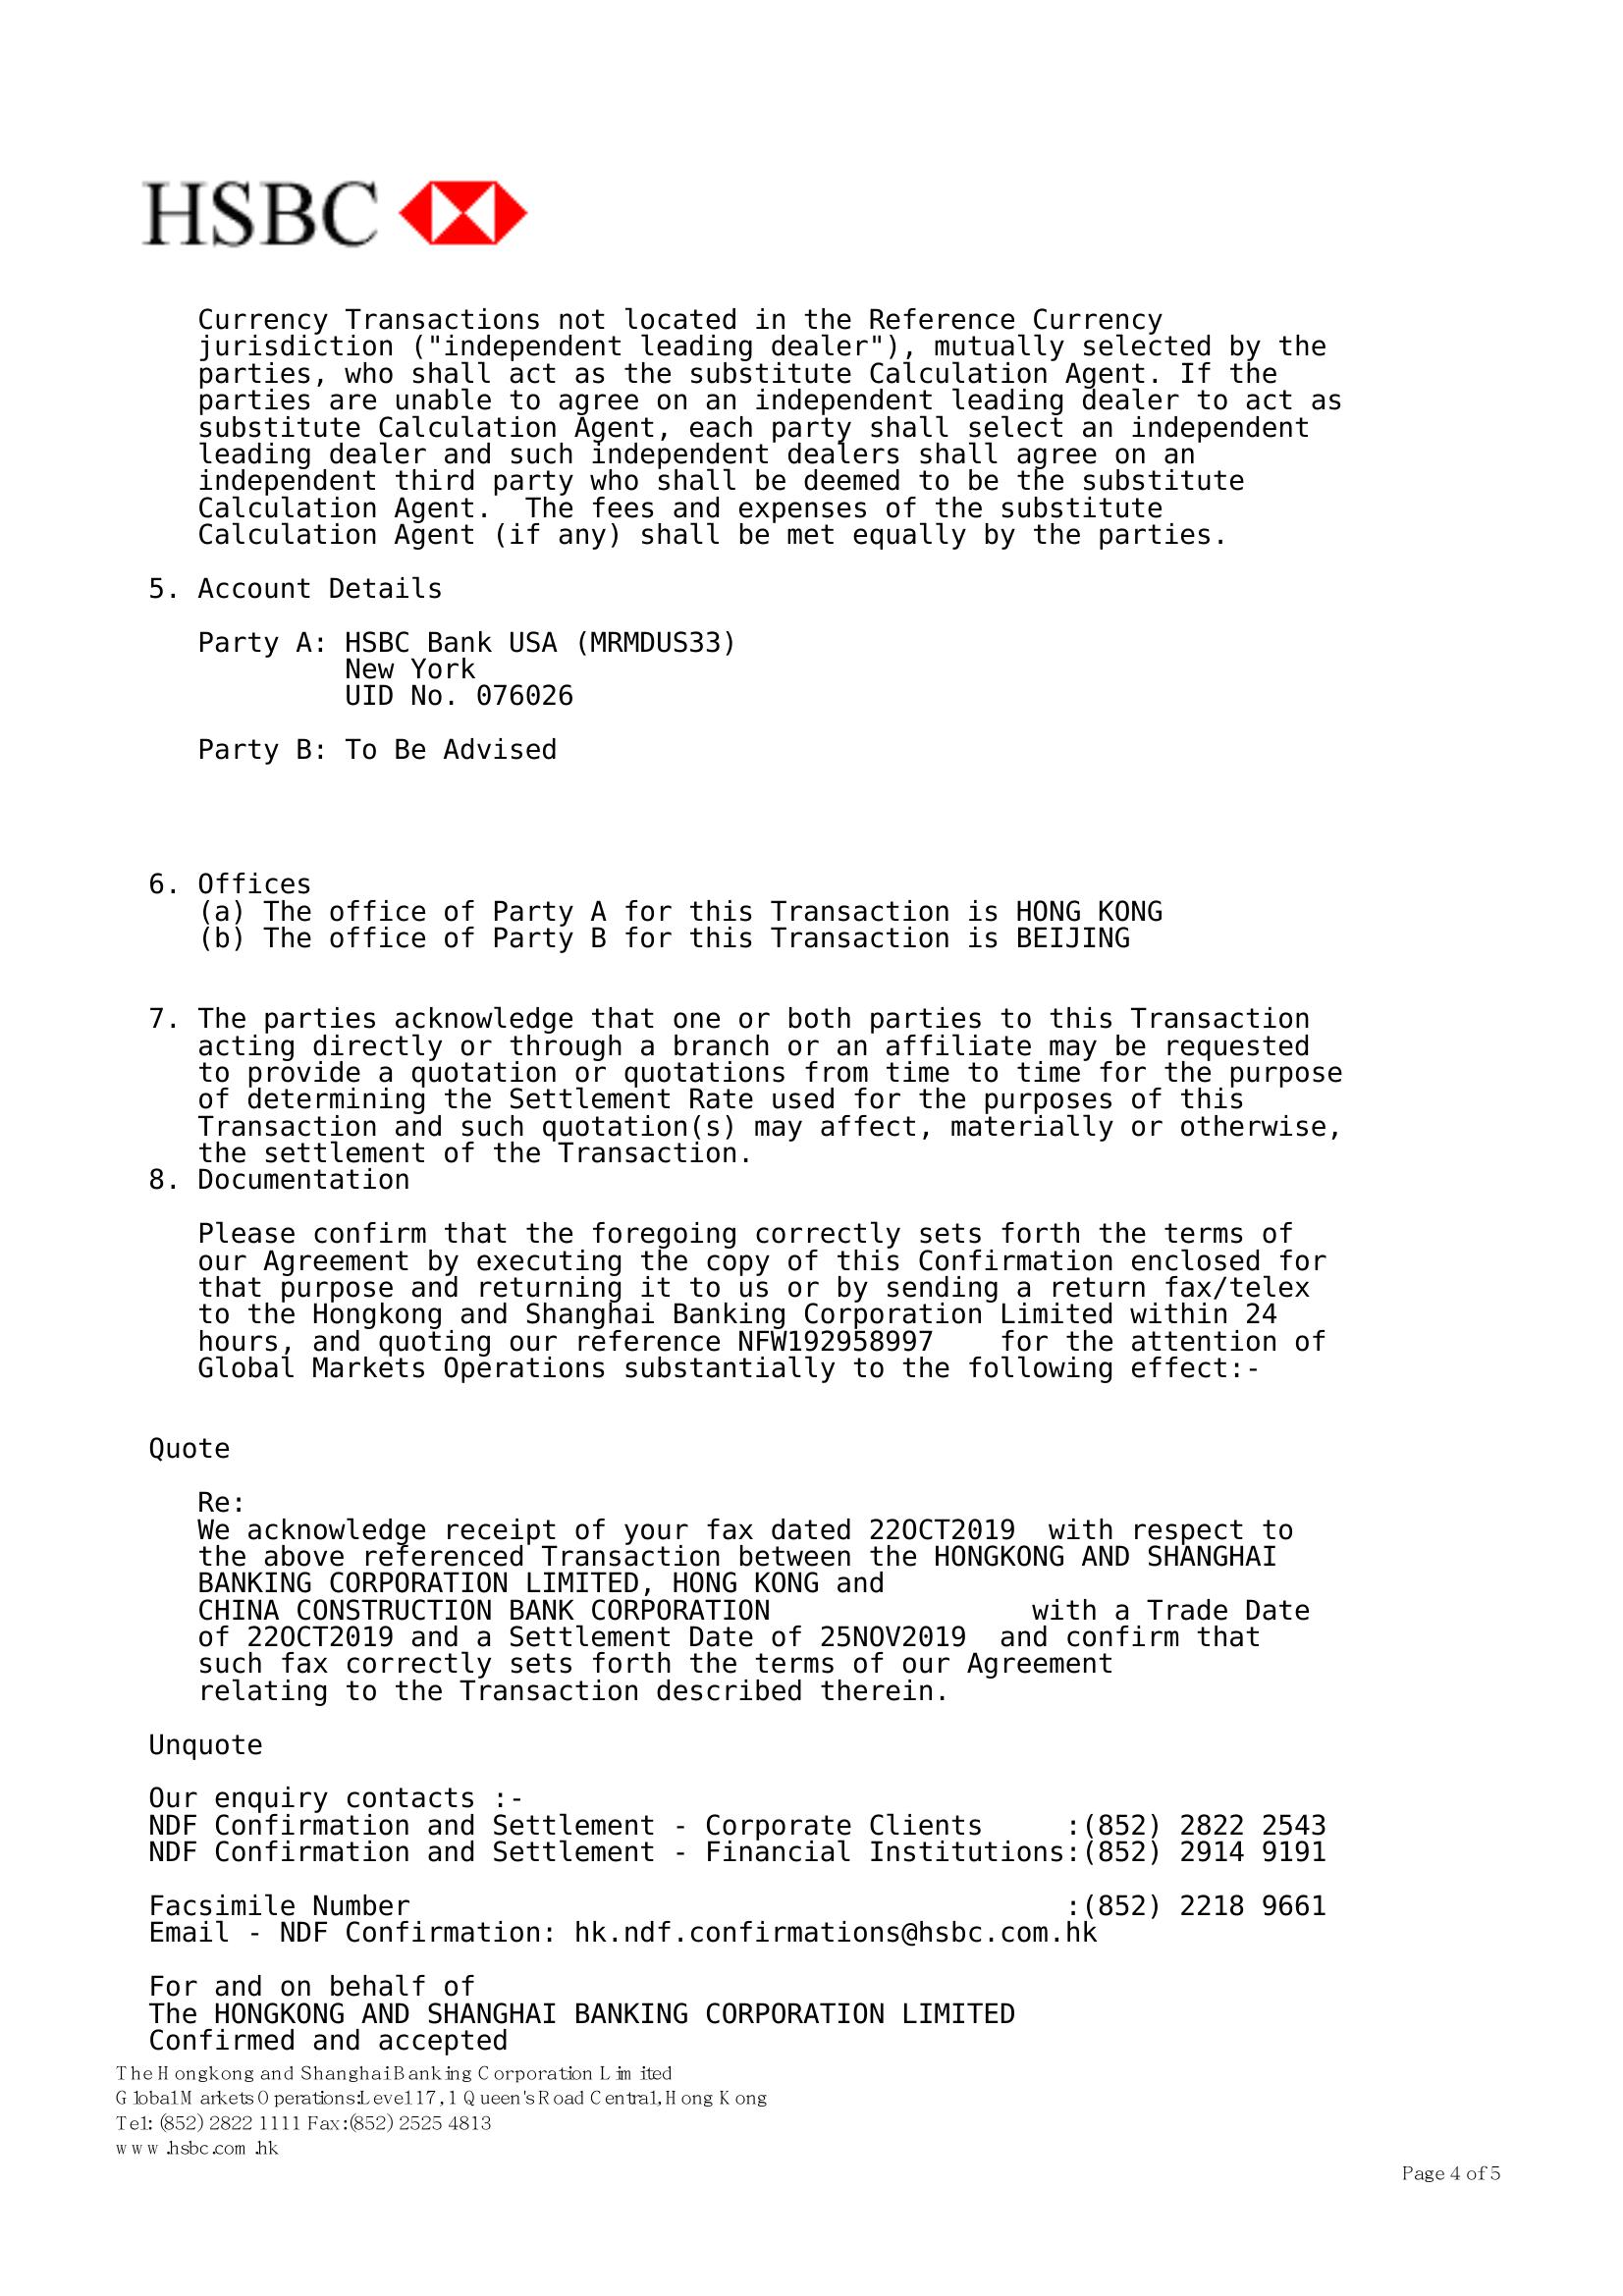 HSBC
Currency Transactions not located in the Reference Currency
jurisdiction ("independent leading dealer"), mutually selected by the
parties, who shall act as the substitute Calculation Agent. If the
parties are unable to agree on an independent leading dealer to act as
substitute Calculation Agent, each party shall select an independent
leading dealer and such independent dealers shall agree on an
independent third party who shall be deemed to be the substitute
Calculation Agent.  The fees and expenses of the substitute
Calculation Agent (if any) shall be met equally by the parties.
5. Account Details
Party A: HSBC Bank USA (MRMDUS33)
New York
UID No. 076026
Party B: To Be Advised
6. Offices
(a) The office of Party A for this Transaction is HONG KONG
(b) The office of Party B for this Transaction is BEIJING
7. The parties acknowledge that one or both parties to this Transaction
acting directly or through a branch or an affiliate may be requested
to provide a quotation or quotations from time to time for the purpose
of determining the Settlement Rate used for the purposes of this
Transaction and such quotation(s) may affect, materially or otherwise,
the settlement of the Transaction.
8. Documentation
Please confirm that the foregoing correctly sets forth the terms of
our Agreement by executing the copy of this Confirmation enclosed for
that purpose and returning it to us or by sending a return fax/telex
to the Hongkong and Shanghai Banking Corporation Limited within 24
hours, and quoting our reference NFW192958997    for the attention of
Global Markets Operations substantially to the following effect:-
Quote
Re:
We acknowledge receipt of your fax dated 22OCT2019  with respect to
the above referenced Transaction between the HONGKONG AND SHANGHAI
BANKING CORPORATION LIMITED, HONG KONG and
CHINA CONSTRUCTION BANK CORPORATION                with a Trade Date
of 22OCT2019 and a Settlement Date of 25NOV2019  and confirm that
such fax correctly sets forth the terms of our Agreement
relating to the Transaction described therein.
Unquote
Our enquiry contacts :-
NDF Confirmation and Settlement - Corporate Clients     :(852) 2822 2543
NDF Confirmation and Settlement - Financial Institutions:(852) 2914 9191
Facsimile Number                                        :(852) 2218 9661
Email - NDF Confirmation: hk.ndf.confirmations@hsbc.com.hk
For and on behalf of
The HONGKONG AND SHANGHAI BANKING CORPORATION LIMITED
Confirmed and accepted
The Hongkong and Shanghai Banking Corporation Limited
Global Markets Operations: Level 17, 1 Queen's Road Central, Hong Kong
Tel: (852) 2822 1111 Fax: (852) 2525 4813
www.hsbc.com.hk
Page 4 of 5